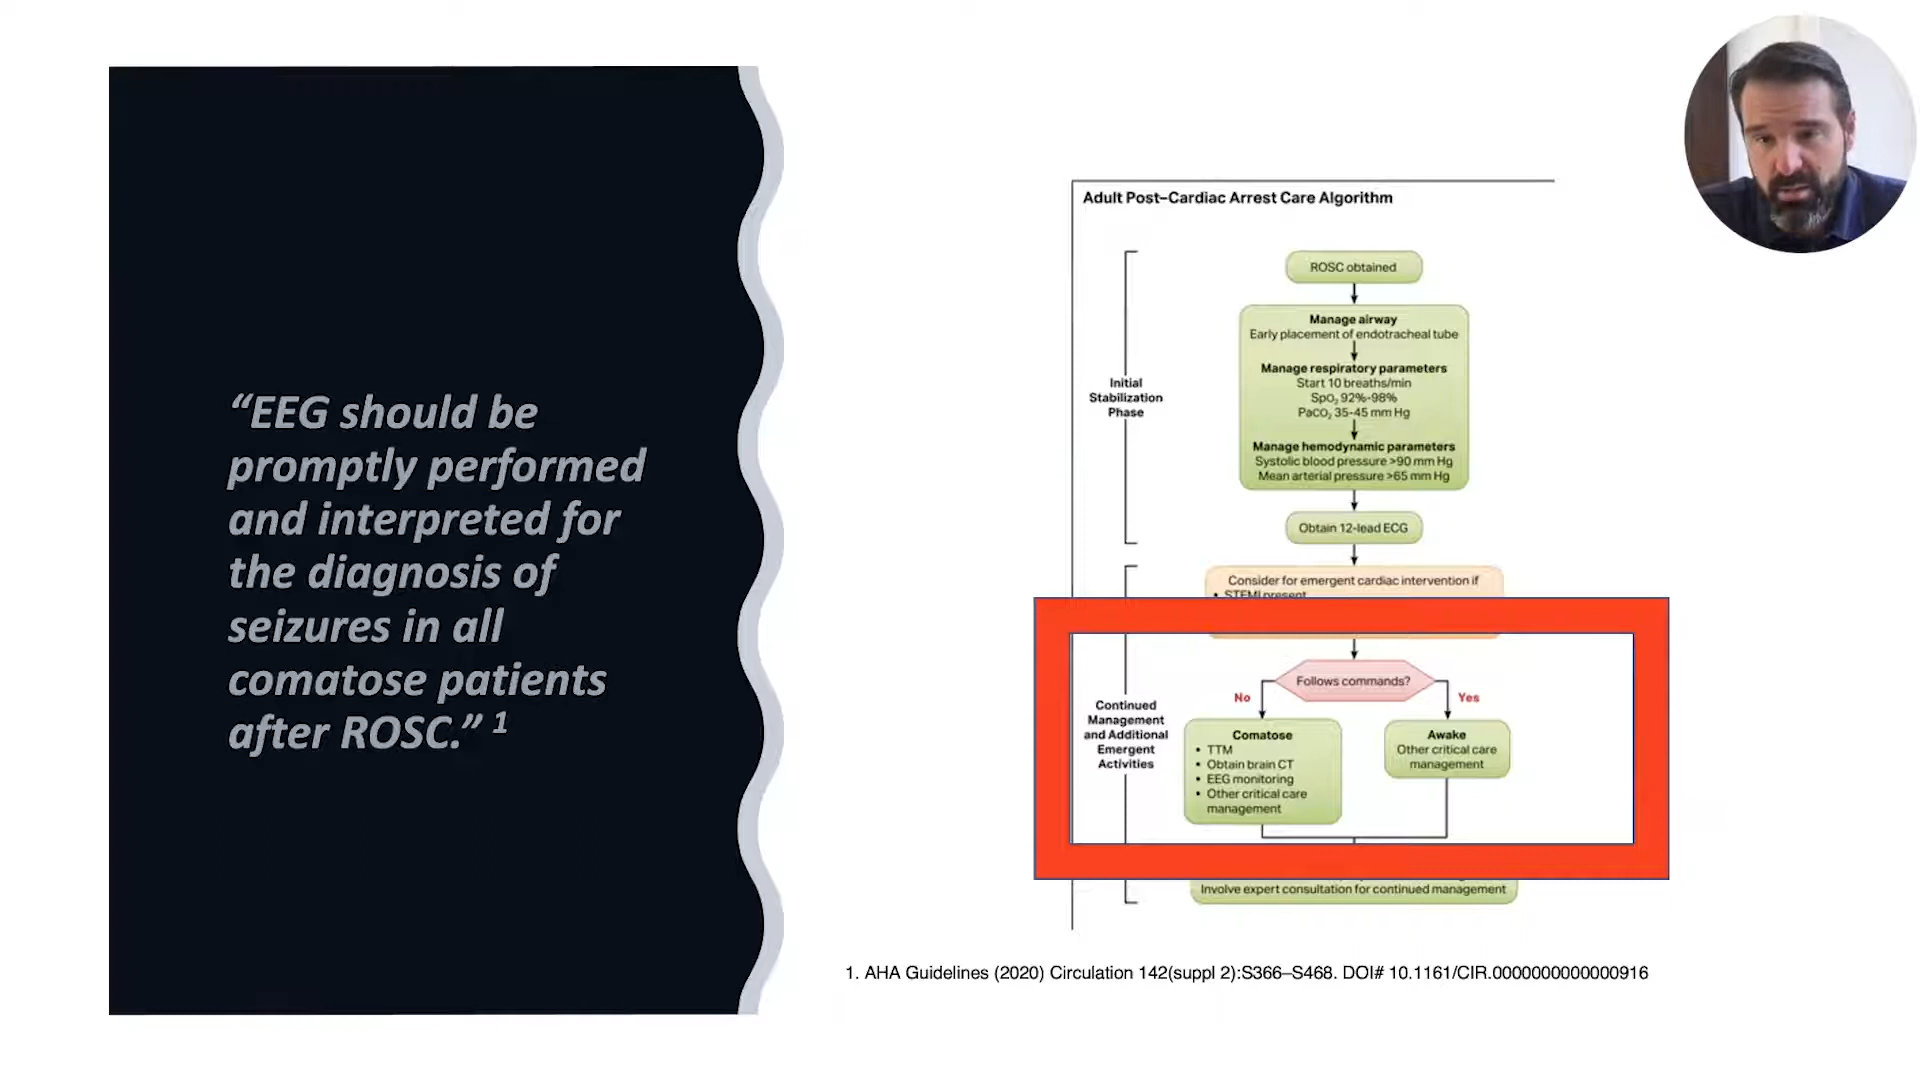 “EEG should be
promptly performed
and interpreted for
the diagnosis of
seizures in all
comatose patients
after ROSC.” 1
Adult Post–Cardiac Arrest Care Algorithm
Initial
Stabilization
Phase
ROSC obtained
Manage airway
Early placement of endotracheal tube
Manage respiratory parameters
Start 10 breaths/min
SpO₂ 92%-98%
PaCO₂ 35-45 mm Hg
Manage hemodynamic parameters
Systolic blood pressure >90 mm Hg
Mean arterial pressure >65 mm Hg
Obtain 12-lead ECG
Consider for emergent cardiac intervention if
• STEMI present
Continued
Management
and Additional
Emergent
Activities
Follows commands?
No
Yes
Comatose
• TTM
• Obtain brain CT
• EEG monitoring
• Other critical care
management
Awake
Other critical care
management
Involve expert consultation for continued management
1. AHA Guidelines (2020) Circulation 142(suppl 2):S366–S468. DOI# 10.1161/CIR.0000000000000916